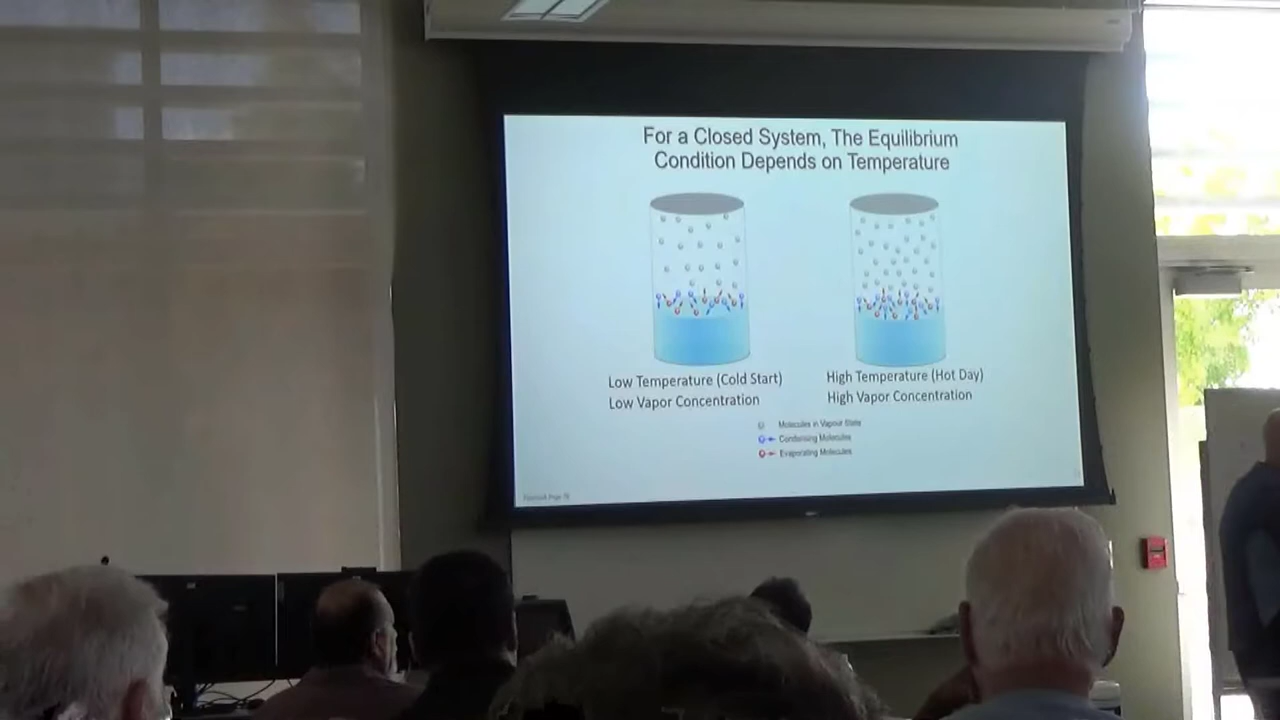 For a Closed System, The Equilibrium
Condition Depends on Temperature
Low Temperature (Cold Start)
Low Vapor Concentration
High Temperature (Hot Day)
High Vapor Concentration
Molecules in Vapour State
Condensing Molecules
Evaporating Molecules